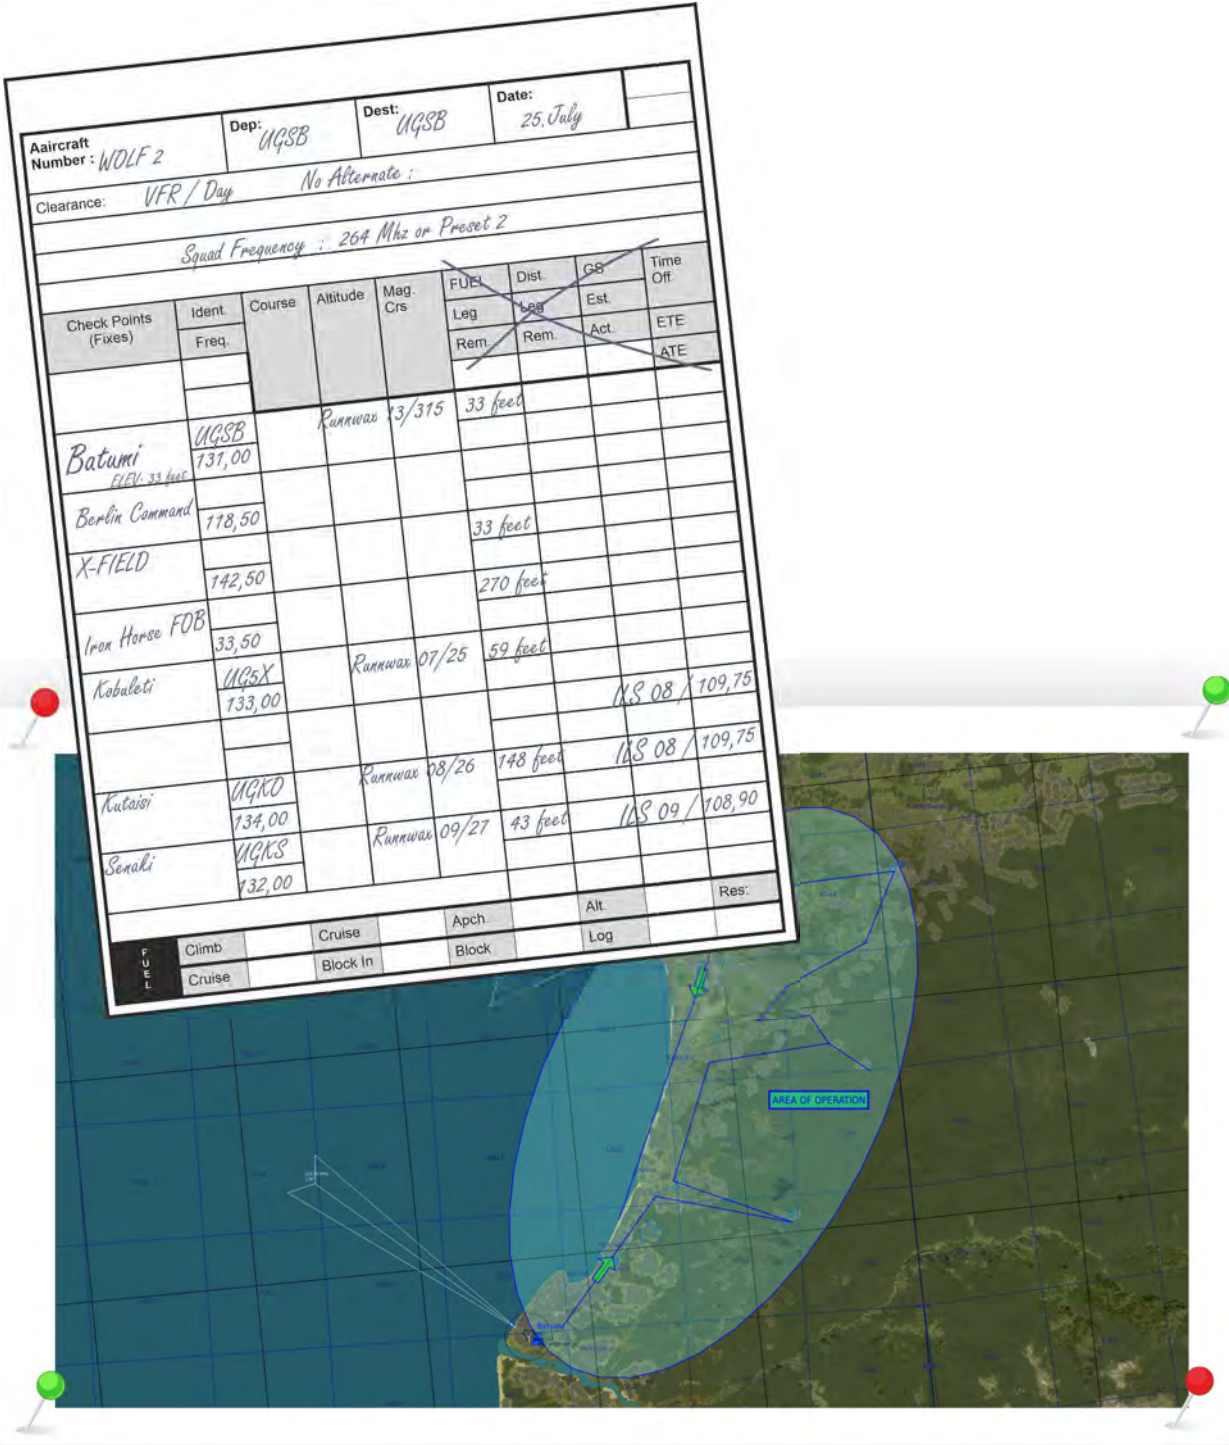 Aaircraft
Number : WOLF 2
Dep: UGSB
Dest: UGSB
Date: 25. July
Clearance: VFR / Day No Alternate :
Squad Frequency : 264 Mhz or Preset 2
Check Points
(Fixes)
Ident.
Freq.
Course
Altitude
Mag.
Crs
FUEL
Leg
Rem.
Dist.
Leg
Rem.
GS
Est.
Act.
Time
Off
ETE
ATE
Batumi
ELEV: 33 feet
UGSB
131,00
Runnwax 13/315
33 feet
Berlin Command
118,50
33 feet
X-FIELD
142,50
270 feet
Iron Horse FOB
33,50
Kobuleti
UG5X
133,00
Runnwax 07/25
59 feet
ILS 08 / 109,75
Kutaisi
UGKO
134,00
Runnwax 08/26
148 feet
ILS 08 / 109,75
Senaki
UGKS
132,00
Runnwax 09/27
43 feet
ILS 09 / 108,90
FUEL
Climb
Cruise
Apch.
Alt.
Res:
Cruise
Block In
Block
Log
AREA OF OPERATION
Batumi